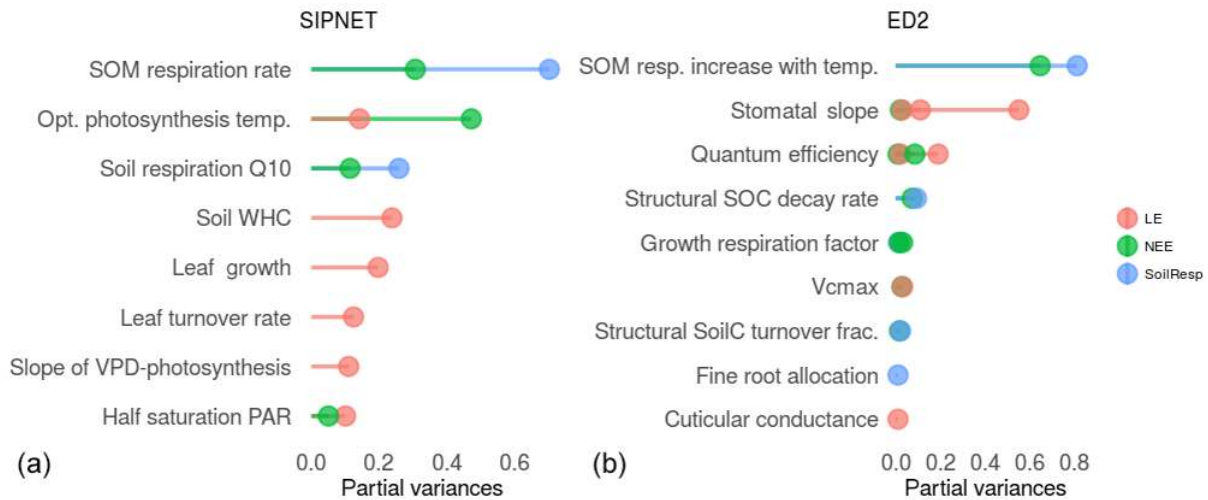 SIPNET
SOM respiration rate
Opt. photosynthesis temp.
Soil respiration Q10
Soil WHC
Leaf growth
Leaf turnover rate
Slope of VPD-photosynthesis
Half saturation PAR
(a)
0.0 0.2 0.4 0.6
Partial variances
ED2
SOM resp. increase with temp.
Stomatal slope
Quantum efficiency
Structural SOC decay rate
Growth respiration factor
Vcmax
Structural SoilC turnover frac.
Fine root allocation
Cuticular conductance
(b)
0.0 0.2 0.4 0.6 0.8
Partial variances
LE
NEE
SoilResp